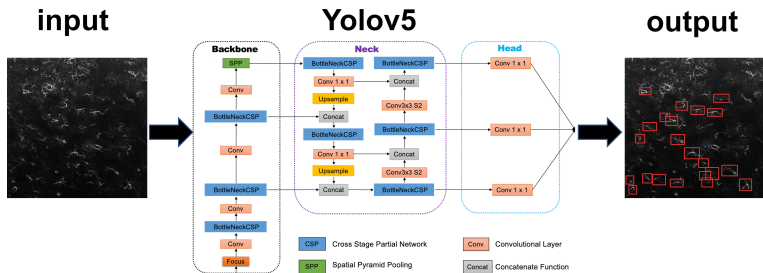 input
Yolov5
output
Backbone
Neck
Head
SPP
Conv
BottleNeckCSP
Conv
BottleNeckCSP
Conv
BottleNeckCSP
Conv
Focus
BottleNeckCSP
Conv 1 x 1
Upsample
Concat
BottleNeckCSP
Conv 1 x 1
Upsample
Concat
BottleNeckCSP
Concat
Conv3x3 S2
BottleNeckCSP
Concat
Conv3x3 S2
BottleNeckCSP
Conv 1 x 1
Conv 1 x 1
Conv 1 x 1
CSP Cross Stage Partial Network
Conv Convolutional Layer
SPP Spatial Pyramid Pooling
Concat Concatenate Function